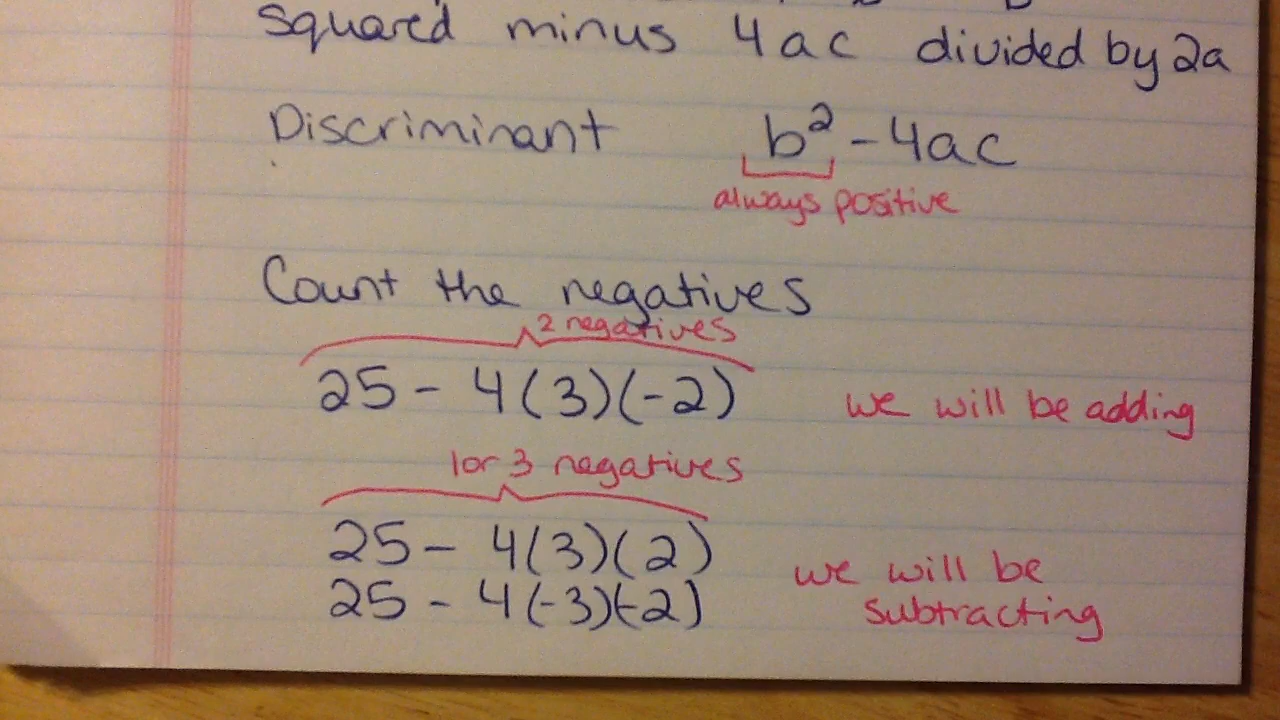 squared minus 4ac divided by 2a
Discriminant b² - 4ac
always positive
Count the negatives
2 negatives
25 - 4(3)(-2) we will be adding
1 or 3 negatives
25 - 4(3)(2)
25 - 4(-3)(-2)
we will be
subtracting